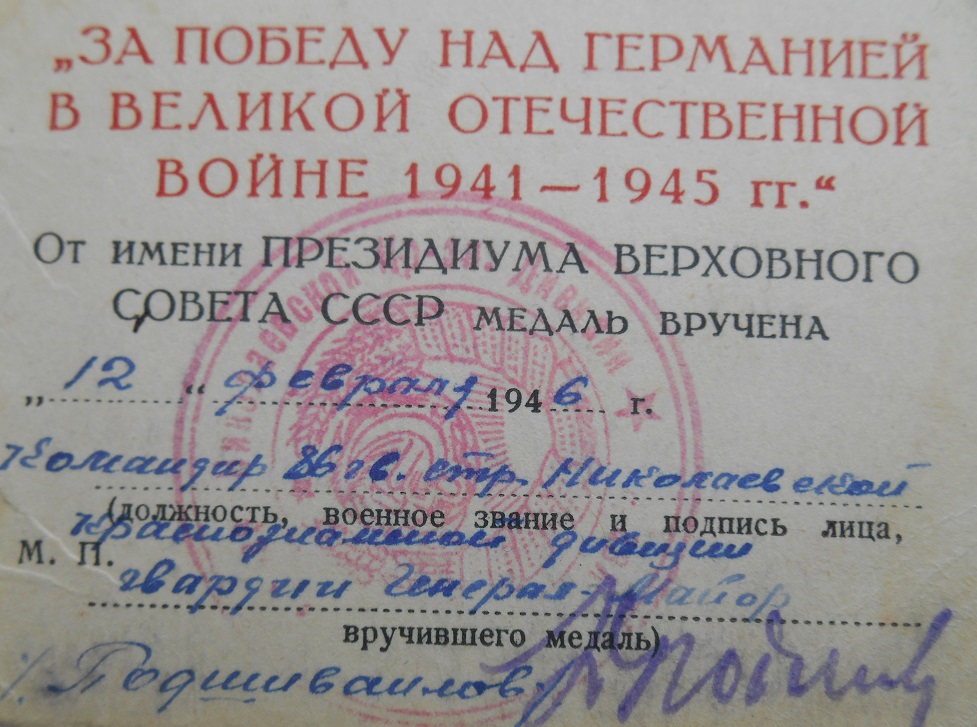 „ЗА ПОБЕДУ НАД ГЕРМАНИЕЙ
В ВЕЛИКОЙ ОТЕЧЕСТВЕННОЙ
ВОЙНЕ 1941—1945 гг.“
От имени ПРЕЗИДИУМА ВЕРХОВНОГО
СОВЕТА СССР МЕДАЛЬ ВРУЧЕНА
„12“ февраля 1946 г.
Командир 86 гв. стр. Николаевской
(должность, военное звание и подпись лица,
Краснознаменной дивизии
М. П.
гвардии Генерал-Майор
вручившего медаль)
Подшивайлов